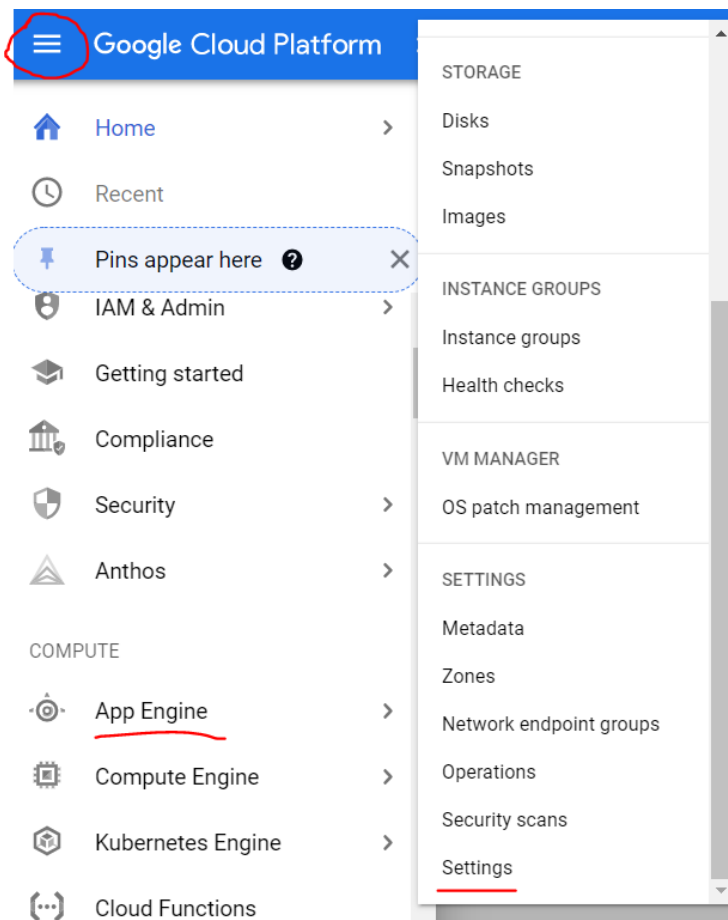 Google Cloud Platform
Home
Recent
Pins appear here ?
IAM & Admin
Getting started
Compliance
Security
Anthos
COMPUTE
App Engine
Compute Engine
Kubernetes Engine
Cloud Functions
STORAGE
Disks
Snapshots
Images
INSTANCE GROUPS
Instance groups
Health checks
VM MANAGER
OS patch management
SETTINGS
Metadata
Zones
Network endpoint groups
Operations
Security scans
Settings